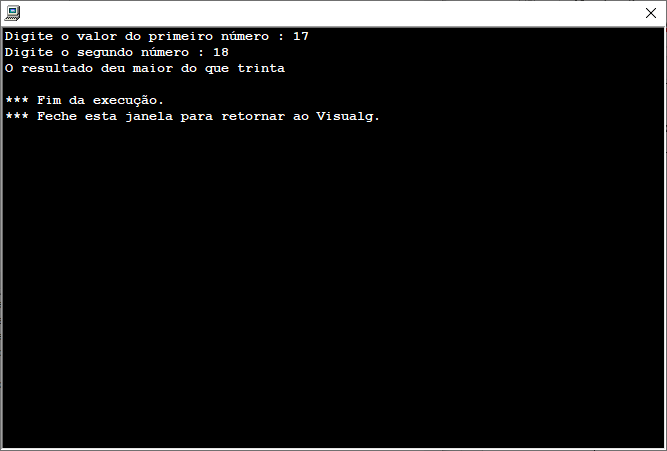 Digite o valor do primeiro número : 17
Digite o segundo número : 18
O resultado deu maior do que trinta
*** Fim da execução.
*** Feche esta janela para retornar ao Visualg.